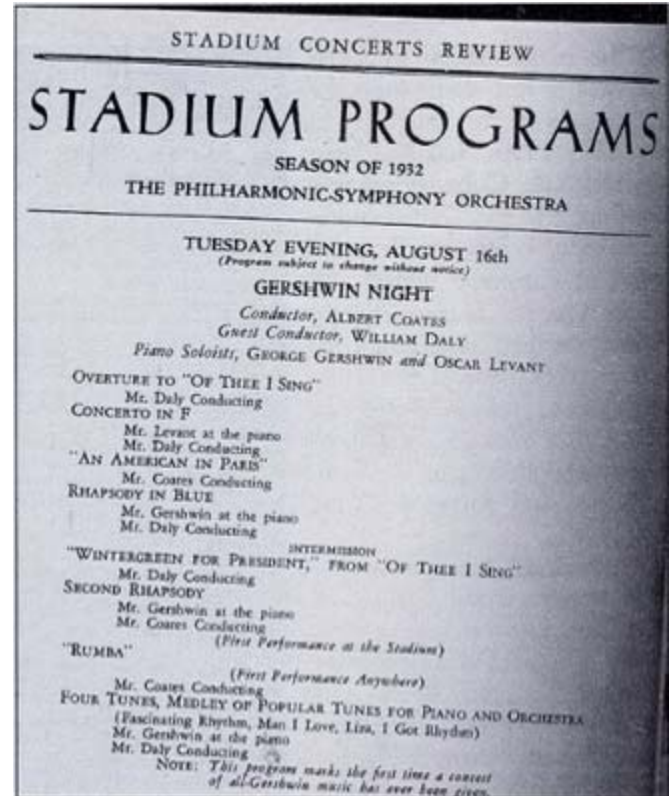 STADIUM CONCERTS REVIEW
STADIUM PROGRAMS
SEASON OF 1932
THE PHILHARMONIC-SYMPHONY ORCHESTRA
TUESDAY EVENING, AUGUST 16th
(Program subject to change without notice)
GERSHWIN NIGHT
Conductor, ALBERT COATES
Guest Conductor, WILLIAM DALY
Piano Soloists, GEORGE GERSHWIN and OSCAR LEVANT
OVERTURE TO "OF THEE I SING"
Mr. Daly Conducting
CONCERTO IN F
Mr. Levant at the piano
Mr. Daly Conducting
"AN AMERICAN IN PARIS"
Mr. Coates Conducting
RHAPSODY IN BLUE
Mr. Gershwin at the piano
Mr. Daly Conducting
INTERMISSION
"WINTERGREEN FOR PRESIDENT," FROM "OF THEE I SING"
Mr. Daly Conducting
SECOND RHAPSODY
Mr. Gershwin at the piano
Mr. Coates Conducting
(First Performance at the Stadium)
"RUMBA"
(First Performance Anywhere)
Mr. Coates Conducting
FOUR TUNES, MEDLEY OF POPULAR TUNES FOR PIANO AND ORCHESTRA
(Fascinating Rhythm, Man I Love, Liza, I Got Rhythm)
Mr. Gershwin at the piano
Mr. Daly Conducting
NOTE: This program marks the first time a concert
of all-Gershwin music has ever been given.